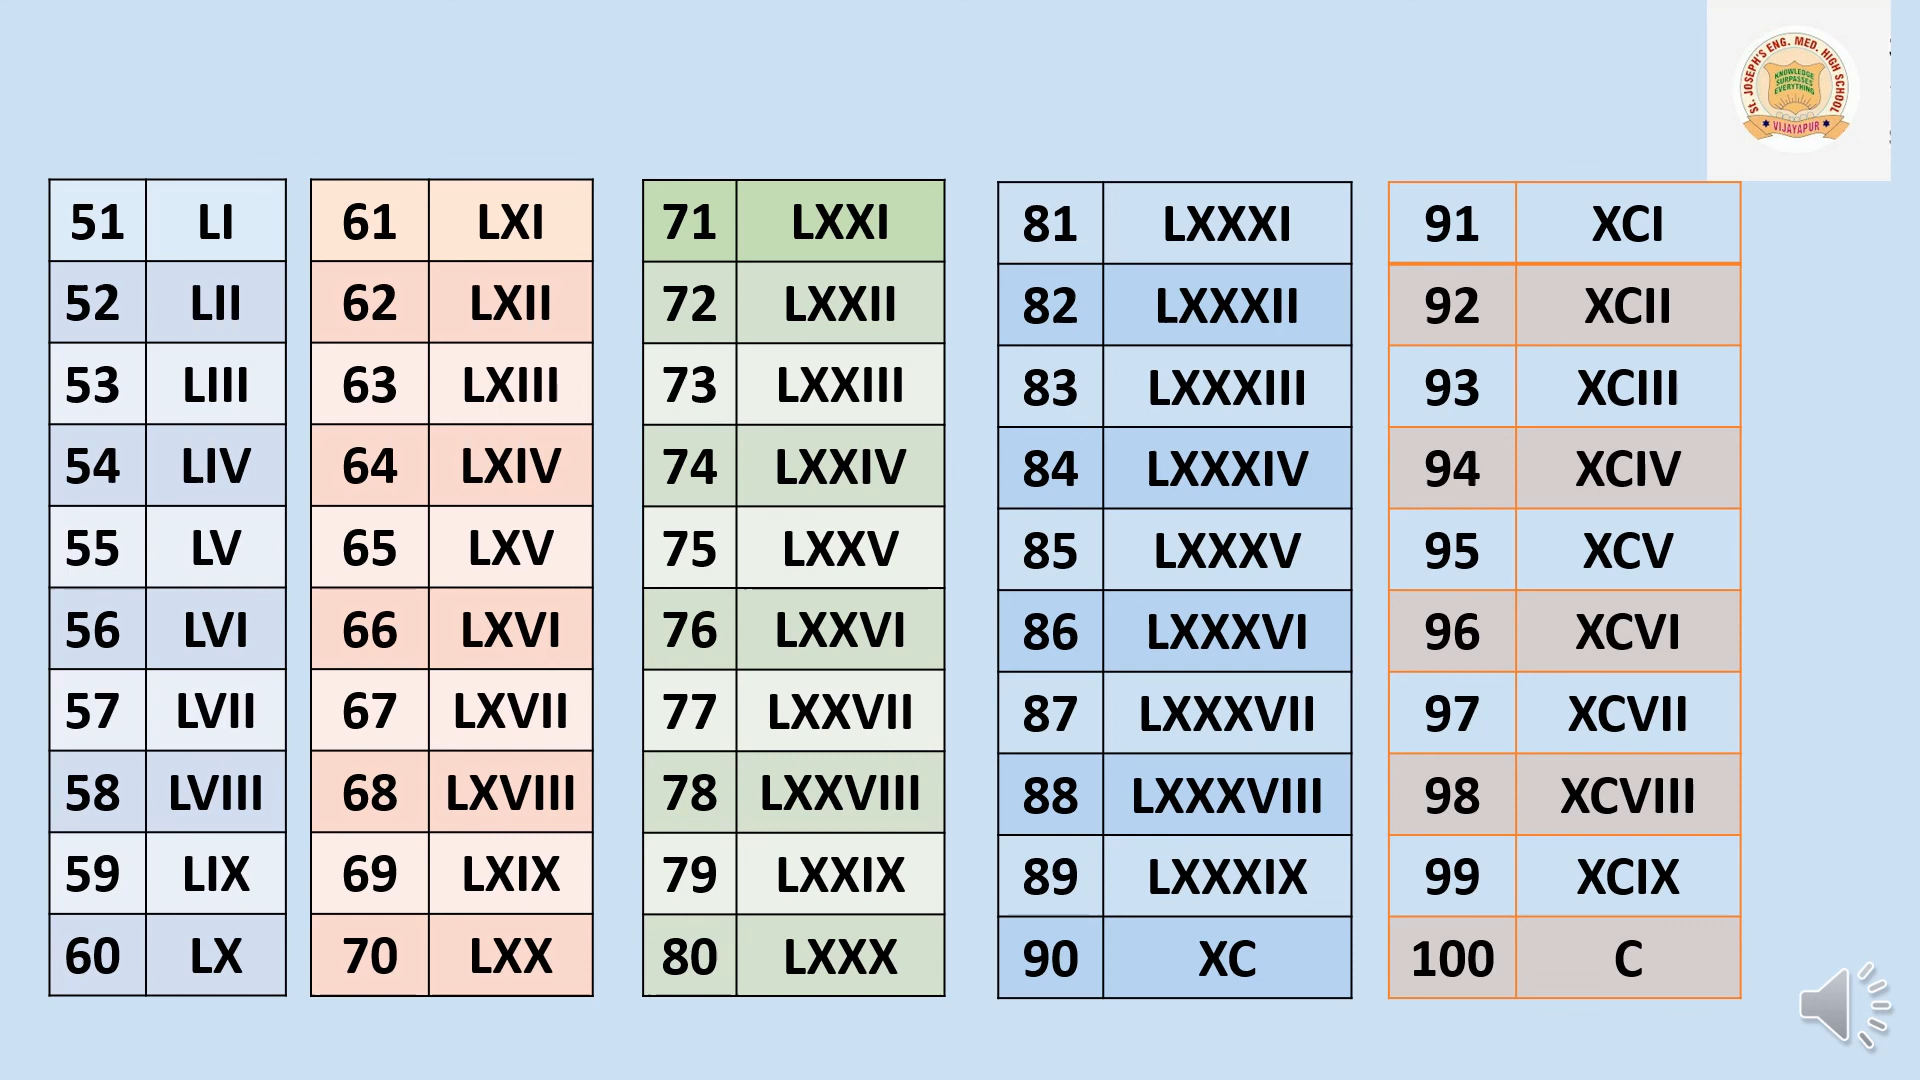 ST. JOSEPH'S ENG. MED. HIGH SCHOOL
KNOWLEDGE
SURPASSES
EVERYTHING
VIJAYAPUR
51 LI
52 LII
53 LIII
54 LIV
55 LV
56 LVI
57 LVII
58 LVIII
59 LIX
60 LX
61 LXI
62 LXII
63 LXIII
64 LXIV
65 LXV
66 LXVI
67 LXVII
68 LXVIII
69 LXIX
70 LXX
71 LXXI
72 LXXII
73 LXXIII
74 LXXIV
75 LXXV
76 LXXVI
77 LXXVII
78 LXXVIII
79 LXXIX
80 LXXX
81 LXXXI
82 LXXXII
83 LXXXIII
84 LXXXIV
85 LXXXV
86 LXXXVI
87 LXXXVII
88 LXXXVIII
89 LXXXIX
90 XC
91 XCI
92 XCII
93 XCIII
94 XCIV
95 XCV
96 XCVI
97 XCVII
98 XCVIII
99 XCIX
100 C